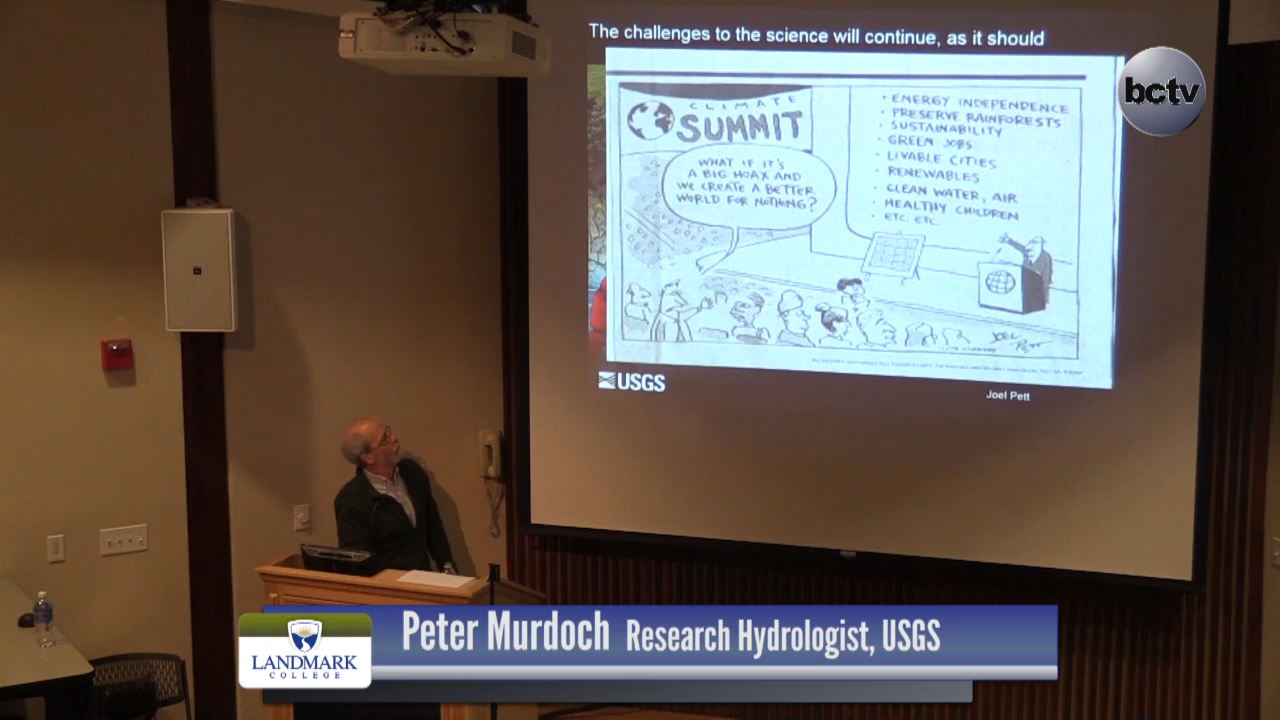 The challenges to the science will continue, as it should
bctv
CLIMATE
SUMMIT
WHAT IF IT'S
A BIG HOAX AND
WE CREATE A BETTER
WORLD FOR NOTHING?
• ENERGY INDEPENDENCE
• PRESERVE RAINFORESTS
• SUSTAINABILITY
• GREEN JOBS
• LIVABLE CITIES
• RENEWABLES
• CLEAN WATER, AIR
• HEALTHY CHILDREN
• ETC. ETC.
JOEL
PETT
USGS
Joel Pett
Peter Murdoch Research Hydrologist, USGS
LANDMARK
COLLEGE